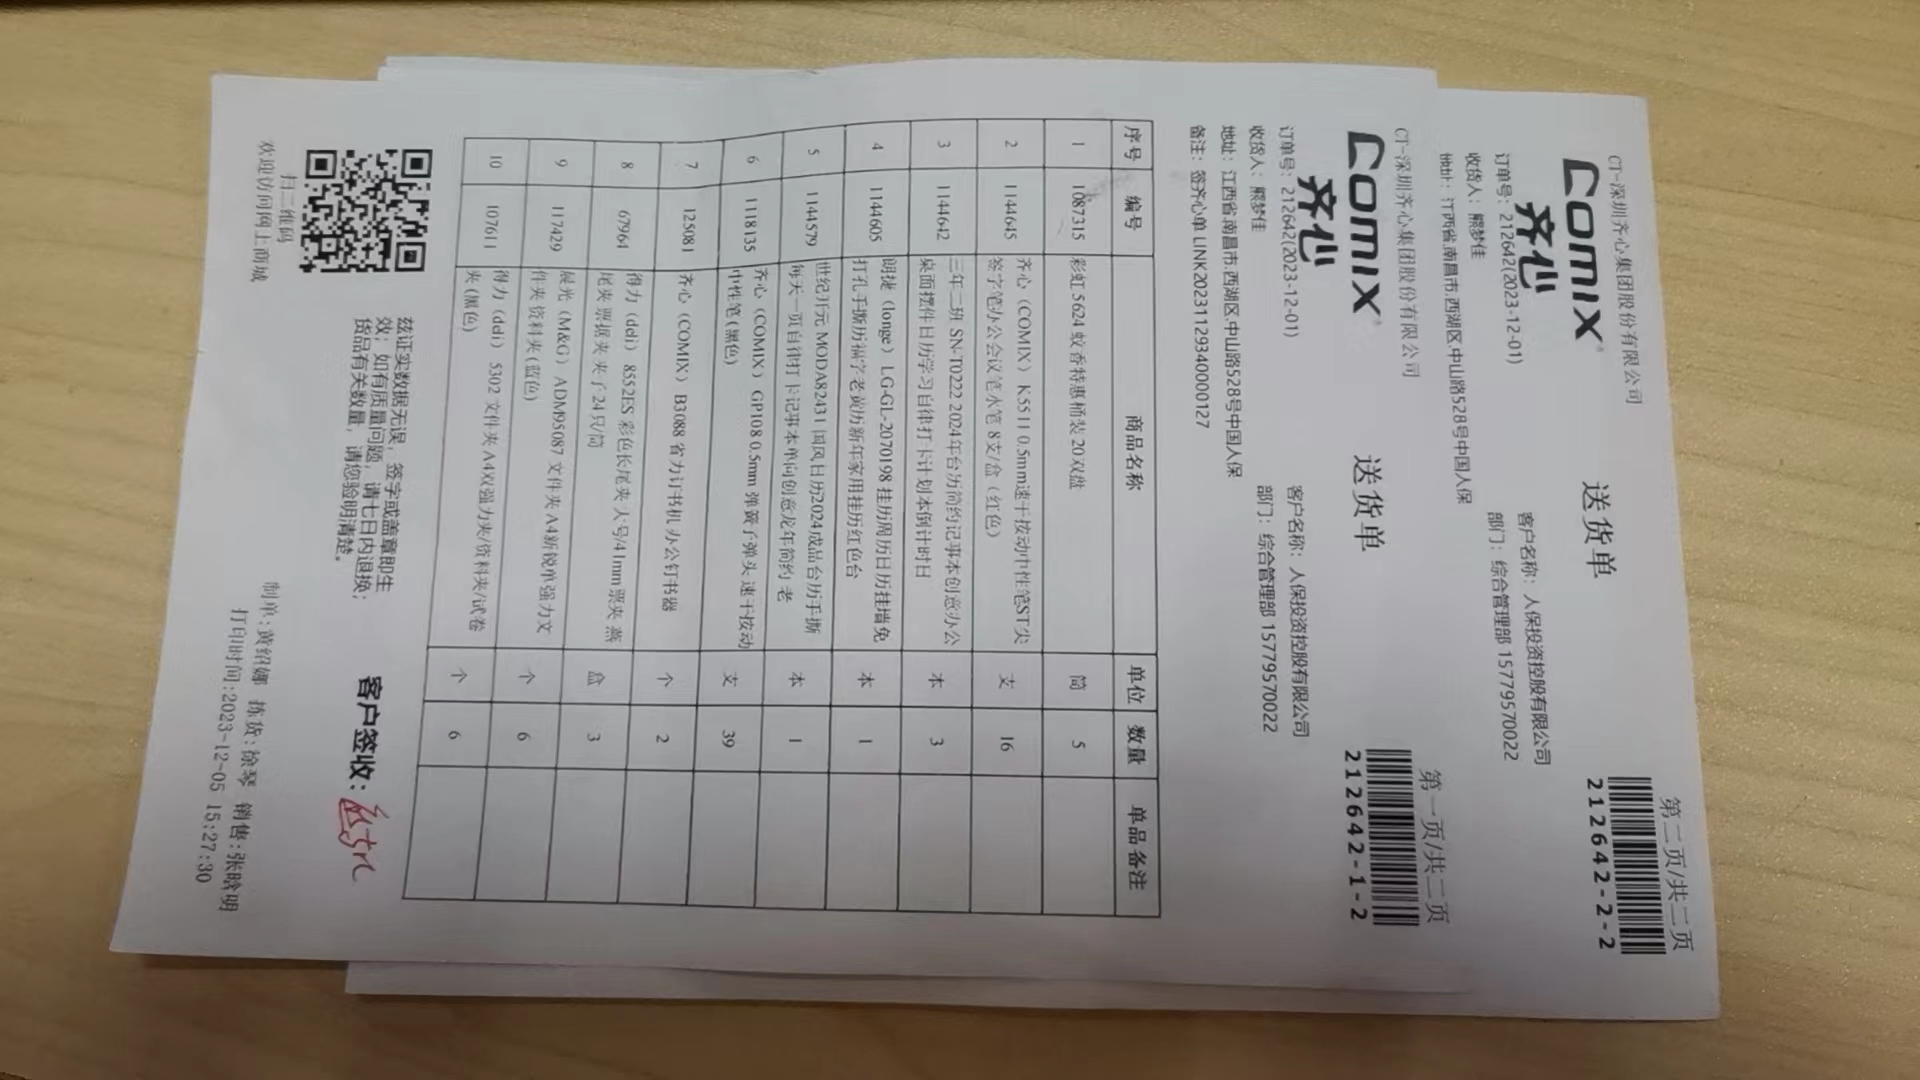 CT-深圳齐心集团股份有限公司
第二页/共二页
COMIX
齐心
送货单
212642-2-2
订单号: 212642(2023-12-01)
客户名称: 人保投资控股有限公司
收货人: 熊梦佳
部门: 综合管理部 15779570022
地址: 江西省.南昌市.西湖区.中山路528号中国人保
CT-深圳齐心集团股份有限公司
第一页/共二页
COMIX
齐心
送货单
212642-1-2
订单号: 212642(2023-12-01)
客户名称: 人保投资控股有限公司
收货人: 熊梦佳
部门: 综合管理部 15779570022
地址: 江西省.南昌市.西湖区.中山路528号中国人保
备注: 签齐心单 LINK20231129340000127
序号 编号 商品名称 单位 数量 单品备注
1 1087315 彩虹 5624 蚊香特惠桶装 20双盘 筒 5
2 1144645 齐心（COMIX）K5511 0.5mm速干按动中性笔ST尖
签字笔办公会议笔水笔 8支/盒（红色） 支 16
3 1144642 三年二班 SN-T0222 2024年台历简约记事本创意办公
桌面摆件日历学习自律打卡计划本倒计时日 本 3
4 1144605 朗捷（longe）LG-GL-2070198 挂历周历日历挂墙免
打孔手撕历福字老黄历新年家用挂历红色台 本 1
5 1144579 世纪开元 MODA82431 国风日历2024成品台历手撕
每天一页自律打卡记事本单向创意龙年简约 老 本 1
6 1118135 齐心（COMIX）GP108 0.5mm 弹簧子弹头 速干按动
中性笔(黑色) 支 39
7 125081 齐心（COMIX）B3088 省力订书机 办公订书器 个 2
8 67964 得力（deli）8552ES 彩色长尾夹 大号/41mm 票夹 燕
尾夹 票据夹 夹子 24只/筒 盒 3
9 117429 晨光（M&G）ADM95087 文件夹 A4新锐单强力文
件夹 资料夹(蓝色) 个 6
10 107611 得力（deli）5302 文件夹 A4双强力夹/资料夹/试卷
夹(黑色) 个 6
兹证实数据无误，签字或盖章即生
效；如有质量问题，请七日内退换；
货品有关数量，请您验明清楚。
客户签收:
扫二维码
欢迎访问网上商城
制单:黄绍娜 拣货:徐琴 销售:张晗明
打印时间:2023-12-05 15:27:30